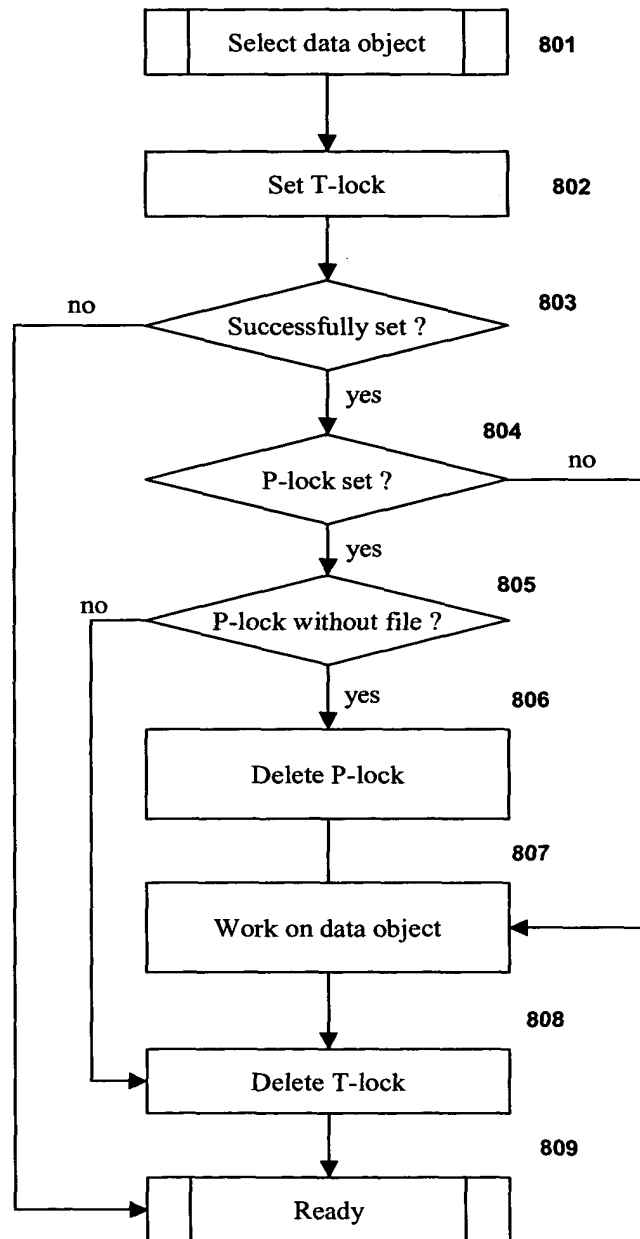 Select data object
801
Set T-lock
802
no
803
Successfully set ?
yes
804
no
P-lock set ?
yes
805
no
P-lock without file ?
yes
806
Delete P-lock
807
Work on data object
808
Delete T-lock
809
Ready